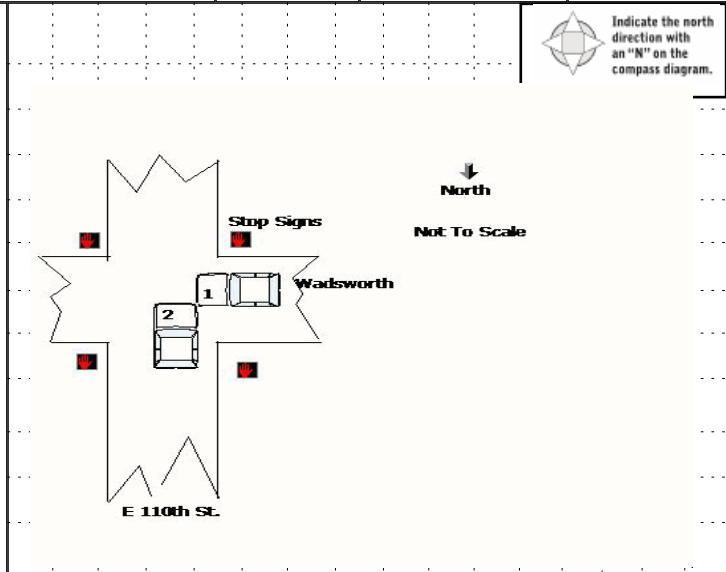 Indicate the north
direction with
an “N” on the
compass diagram.
North
Stop Signs
Not To Scale
Wadsworth
1
2
E 110th St.